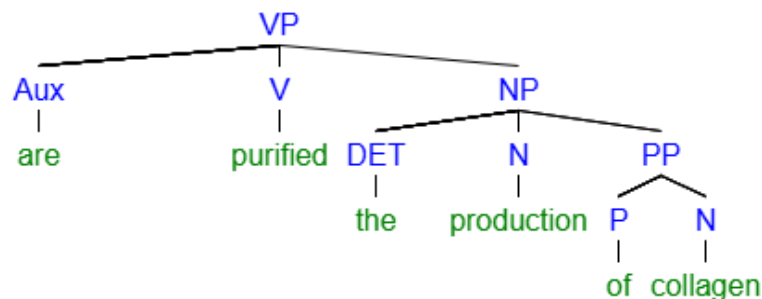 VP
Aux V NP
are purified DET N PP
the production P N
of collagen